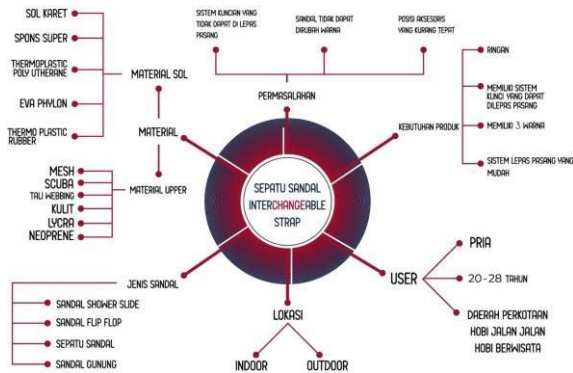 SOL KARET
SPONS SUPER
THERMOPLASTIC
POLY UTHERANE
EVA PHYLON
THERMO PLASTIC
RUBBER
MATERIAL SOL
MATERIAL
MATERIAL UPPER
MESH
SCUBA
TALI WEBBING
KULIT
LYCRA
NEOPRENE
SISTEM KUNCIAN YANG
TIDAK DAPAT DI LEPAS
PASANG
SANDAL TIDAK DAPAT
DIRUBAH WARNA
POSISI AKSESORIS
YANG KURANG TEPAT
PERMASALAHAN
KEBUTUHAN PRODUK
RINGAN
MEMILIKI SISTEM
KUNCI YANG DAPAT
DILEPAS PASANG
MEMILIKI 3 WARNA
SISTEM LEPAS PASANG YANG
MUDAH
SEPATU SANDAL
INTERCHANGEABLE
STRAP
JENIS SANDAL
SANDAL SHOWER SLIDE
SANDAL FLIP FLOP
SEPATU SANDAL
SANDAL GUNUNG
LOKASI
INDOOR
OUTDOOR
USER
PRIA
20-28 TAHUN
DAERAH PERKOTAAN
HOBI JALAN JALAN
HOBI BERWISATA